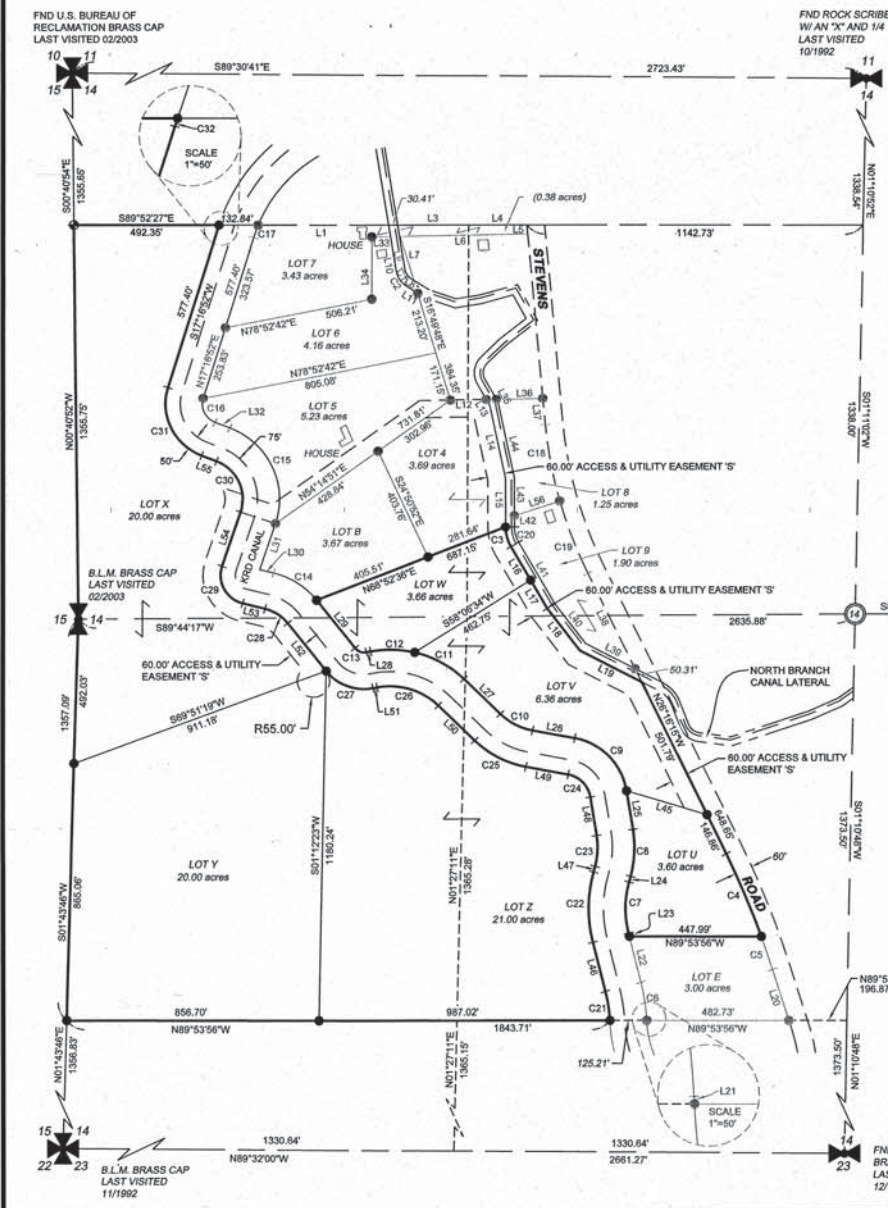 FND U.S. BUREAU OF
RECLAMATION BRASS CAP
LAST VISITED 02/2003
FND ROCK SCRIBE
W/ AN "X" AND 1/4
LAST VISITED
10/1992
10 11
15 14
S89°30'41"E
2723.43'
11
14
C32
SCALE
1"=50'
S00°40'54"E
1355.65'
N01°10'52"E
1338.54'
30.41'
(0.38 acres)
S89°52'27"E
492.35'
132.84'
C17
L1
L3
L4
L5
L6
1142.73'
HOUSE
L33
L7
L10
C2
L34
L11
STEVENS
LOT 7
3.43 acres
577.40'
S17°16'52"W
577.40'
323.57'
506.21'
N78°52'42"E
S16°49'48"E
213.20'
LOT 6
4.16 acres
N17°16'52"E
253.83'
N78°52'42"E
805.08'
384.35'
171.15'
N00°40'52"W
1355.75'
S01°11'02"W
1338.00'
C16
L32
LOT 5
5.23 acres
L12
L13
L35
L36
L37
C31
75'
C15
HOUSE
731.81'
302.96'
LOT 4
3.69 acres
L14
L44
C18
50'
L55
C30
N54°14'51"E
428.84'
S24°50'52"E
403.76'
60.00' ACCESS & UTILITY EASEMENT 'S'
LOT X
20.00 acres
L15
L43
L56
LOT 8
1.25 acres
L54
KRD CANAL
L31
L30
LOT B
3.67 acres
281.64'
687.15'
L42
C3
C20
C19
LOT 9
1.90 acres
B.L.M. BRASS CAP
LAST VISITED
02/2003
C29
C14
405.51'
N68°52'36"E
LOT W
3.66 acres
L16
L41
60.00' ACCESS & UTILITY EASEMENT 'S'
L17
15 14
S89°44'17"W
L53
C28
L29
S58°06'34"W
462.75'
L18
L40
L38
2635.88'
14
S
60.00' ACCESS & UTILITY
EASEMENT 'S'
L52
C13
L28
C12
C11
L39
L19
50.31'
NORTH BRANCH
CANAL LATERAL
1357.09'
492.03'
S69°51'19"W
911.18'
R55.00'
C27
L51
C26
L27
LOT V
6.36 acres
N26°16'15"W
501.79'
L50
C10
L26
C9
60.00' ACCESS & UTILITY
EASEMENT 'S'
C25
L49
C24
L45
S01°12'23"W
1180.24'
N01°27'11"E
1365.28'
S01°10'48"W
1373.50'
L48
L25
146.86'
648.65'
60'
LOT Y
20.00 acres
S01°43'46"W
865.06'
C23
C8
LOT U
3.60 acres
L47
L24
C4
ROAD
C22
C7
LOT Z
21.00 acres
L23
447.99'
N89°53'56"W
L22
C5
L46
LOT E
3.00 acres
L20
N89°5
196.87
856.70'
N89°53'56"W
987.02'
1843.71'
C21
C6
482.73'
N89°53'56"W
N01°43'46"E
1356.83'
N01°27'11"E
1365.15'
125.21'
1373.50'
N01°10'48"E
L21
SCALE
1"=50'
15 14
22 23
1330.64'
N89°32'00"W
1330.64'
2661.27'
14
23
B.L.M. BRASS CAP
LAST VISITED
11/1992
FN
BR
LAS
12/